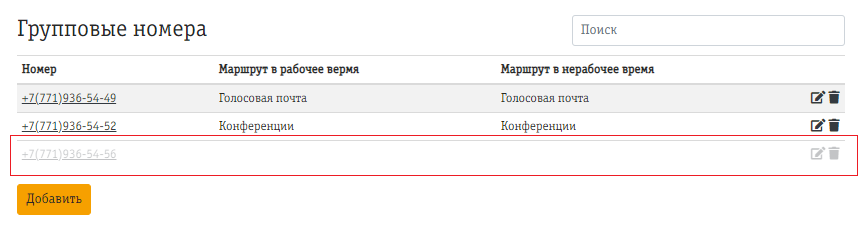 Групповые номера
Поиск
Номер Маршрут в рабочее вермя Маршрут в нерабочее время
+7(771)936-54-49 Голосовая почта Голосовая почта
+7(771)936-54-52 Конференции Конференции
+7(771)936-54-56
Добавить